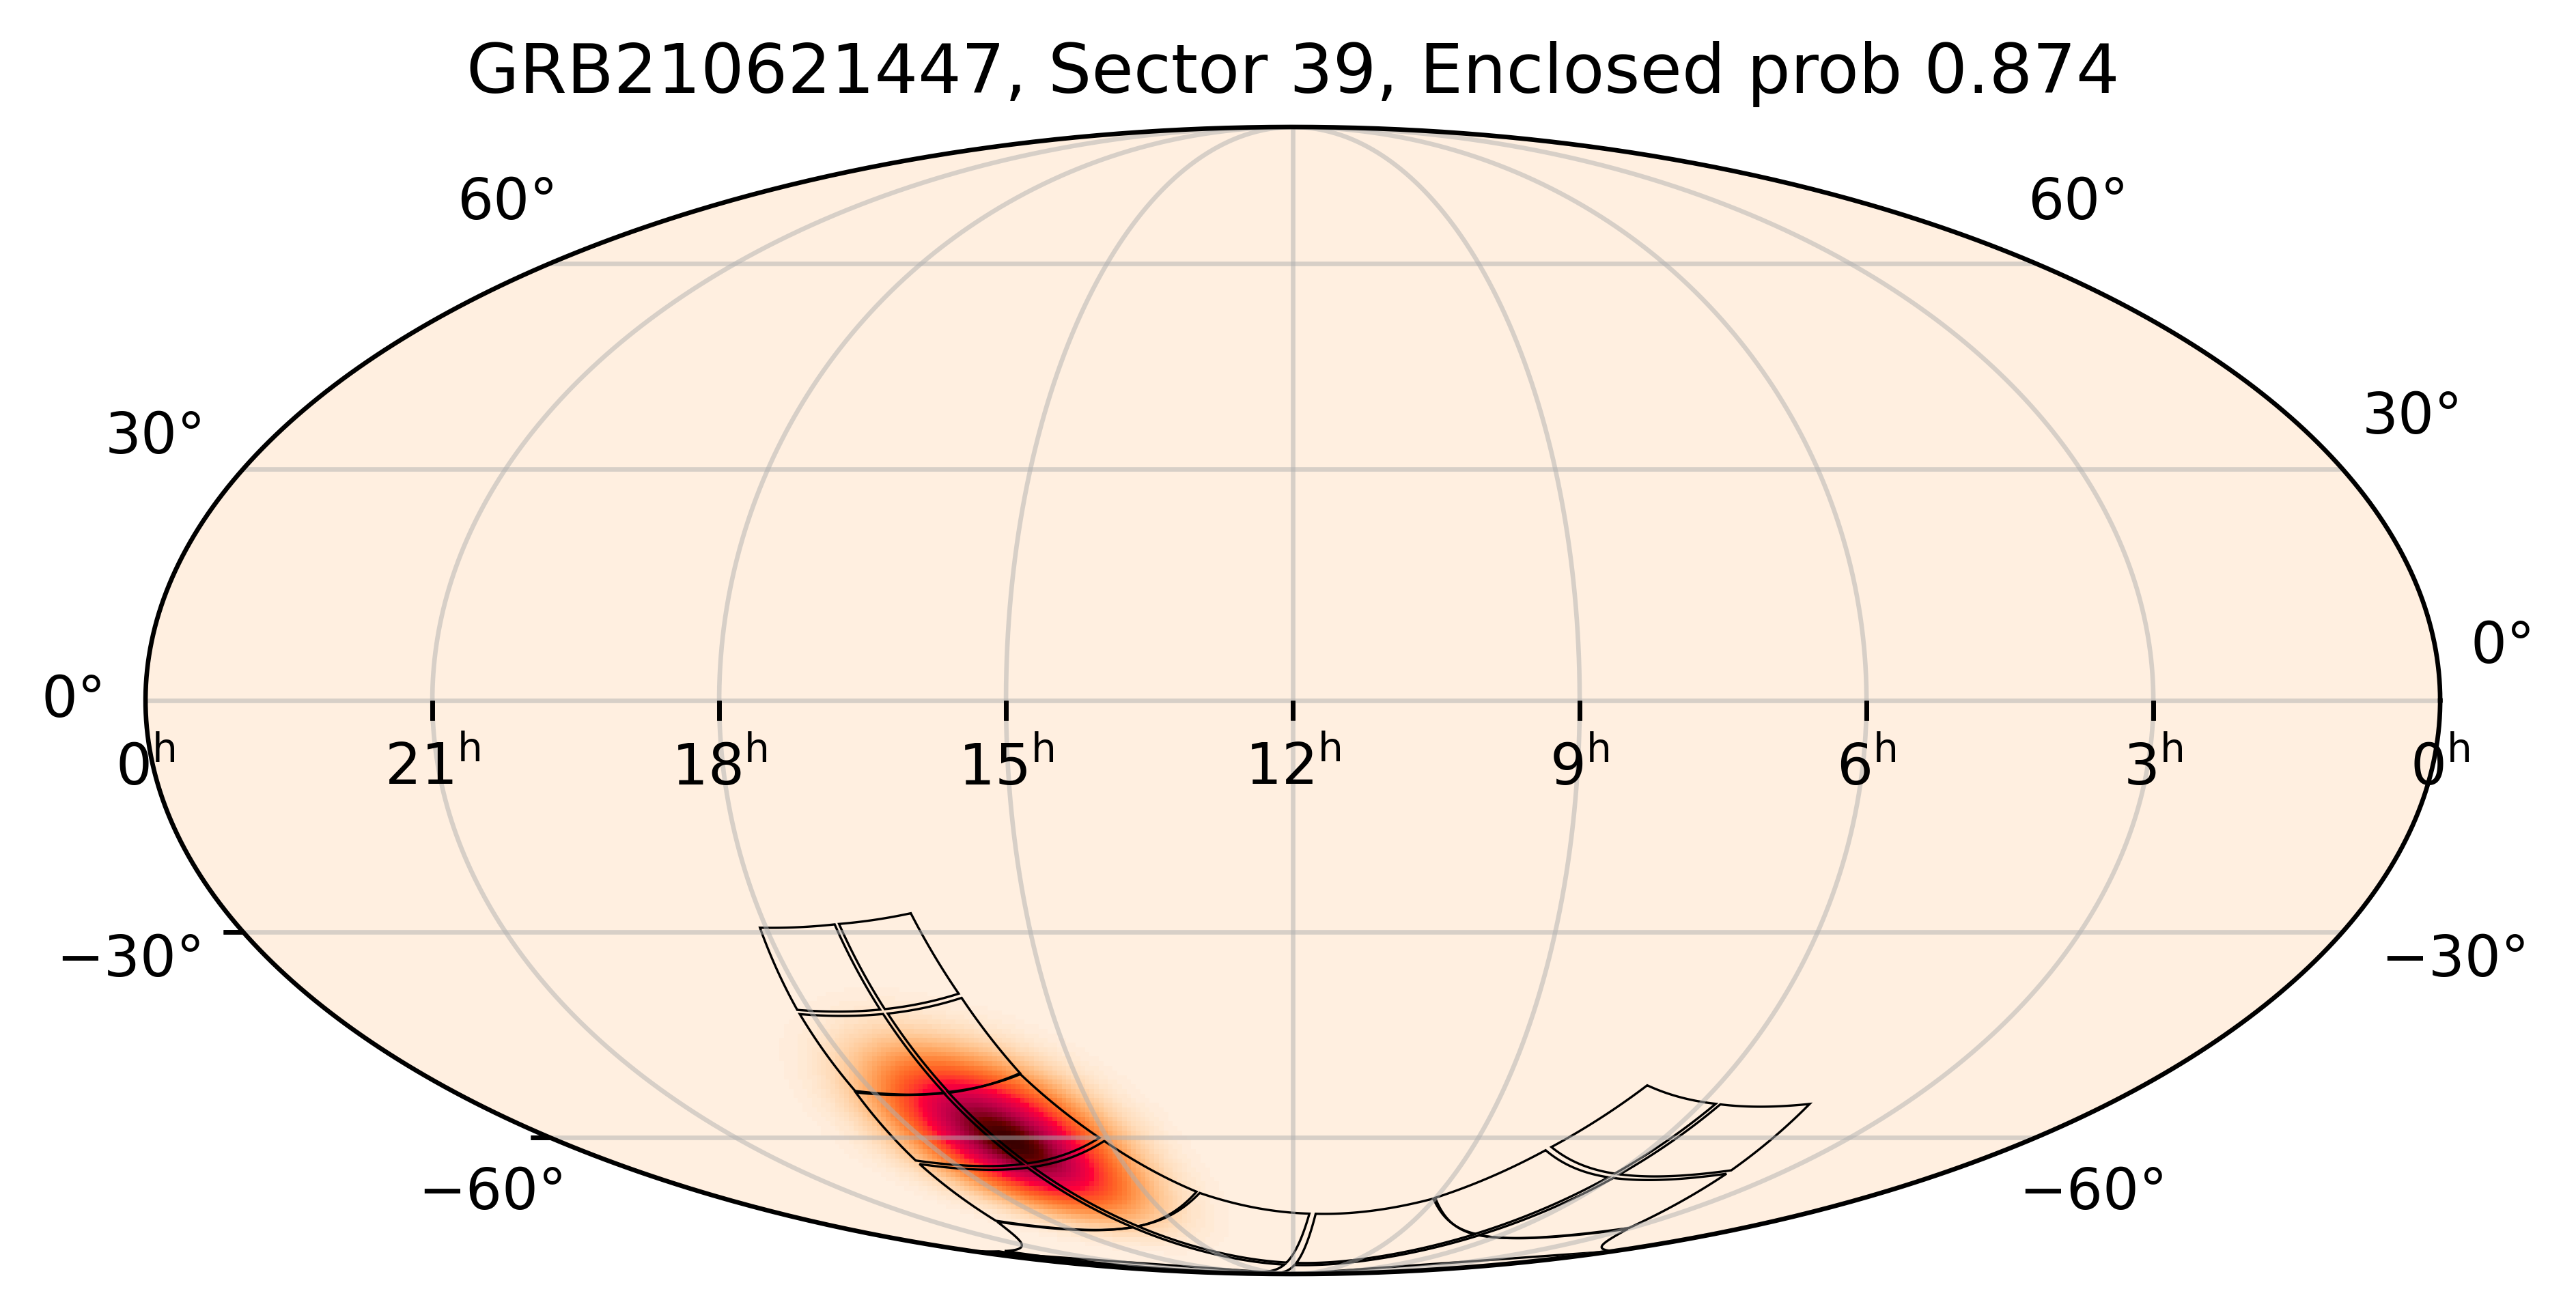 GRB210621447, Sector 39, Enclosed prob 0.874
60° 60°
30° 30°
0° 0°
0ʰ 21ʰ 18ʰ 15ʰ 12ʰ 9ʰ 6ʰ 3ʰ 0ʰ
−30° −30°
−60° −60°